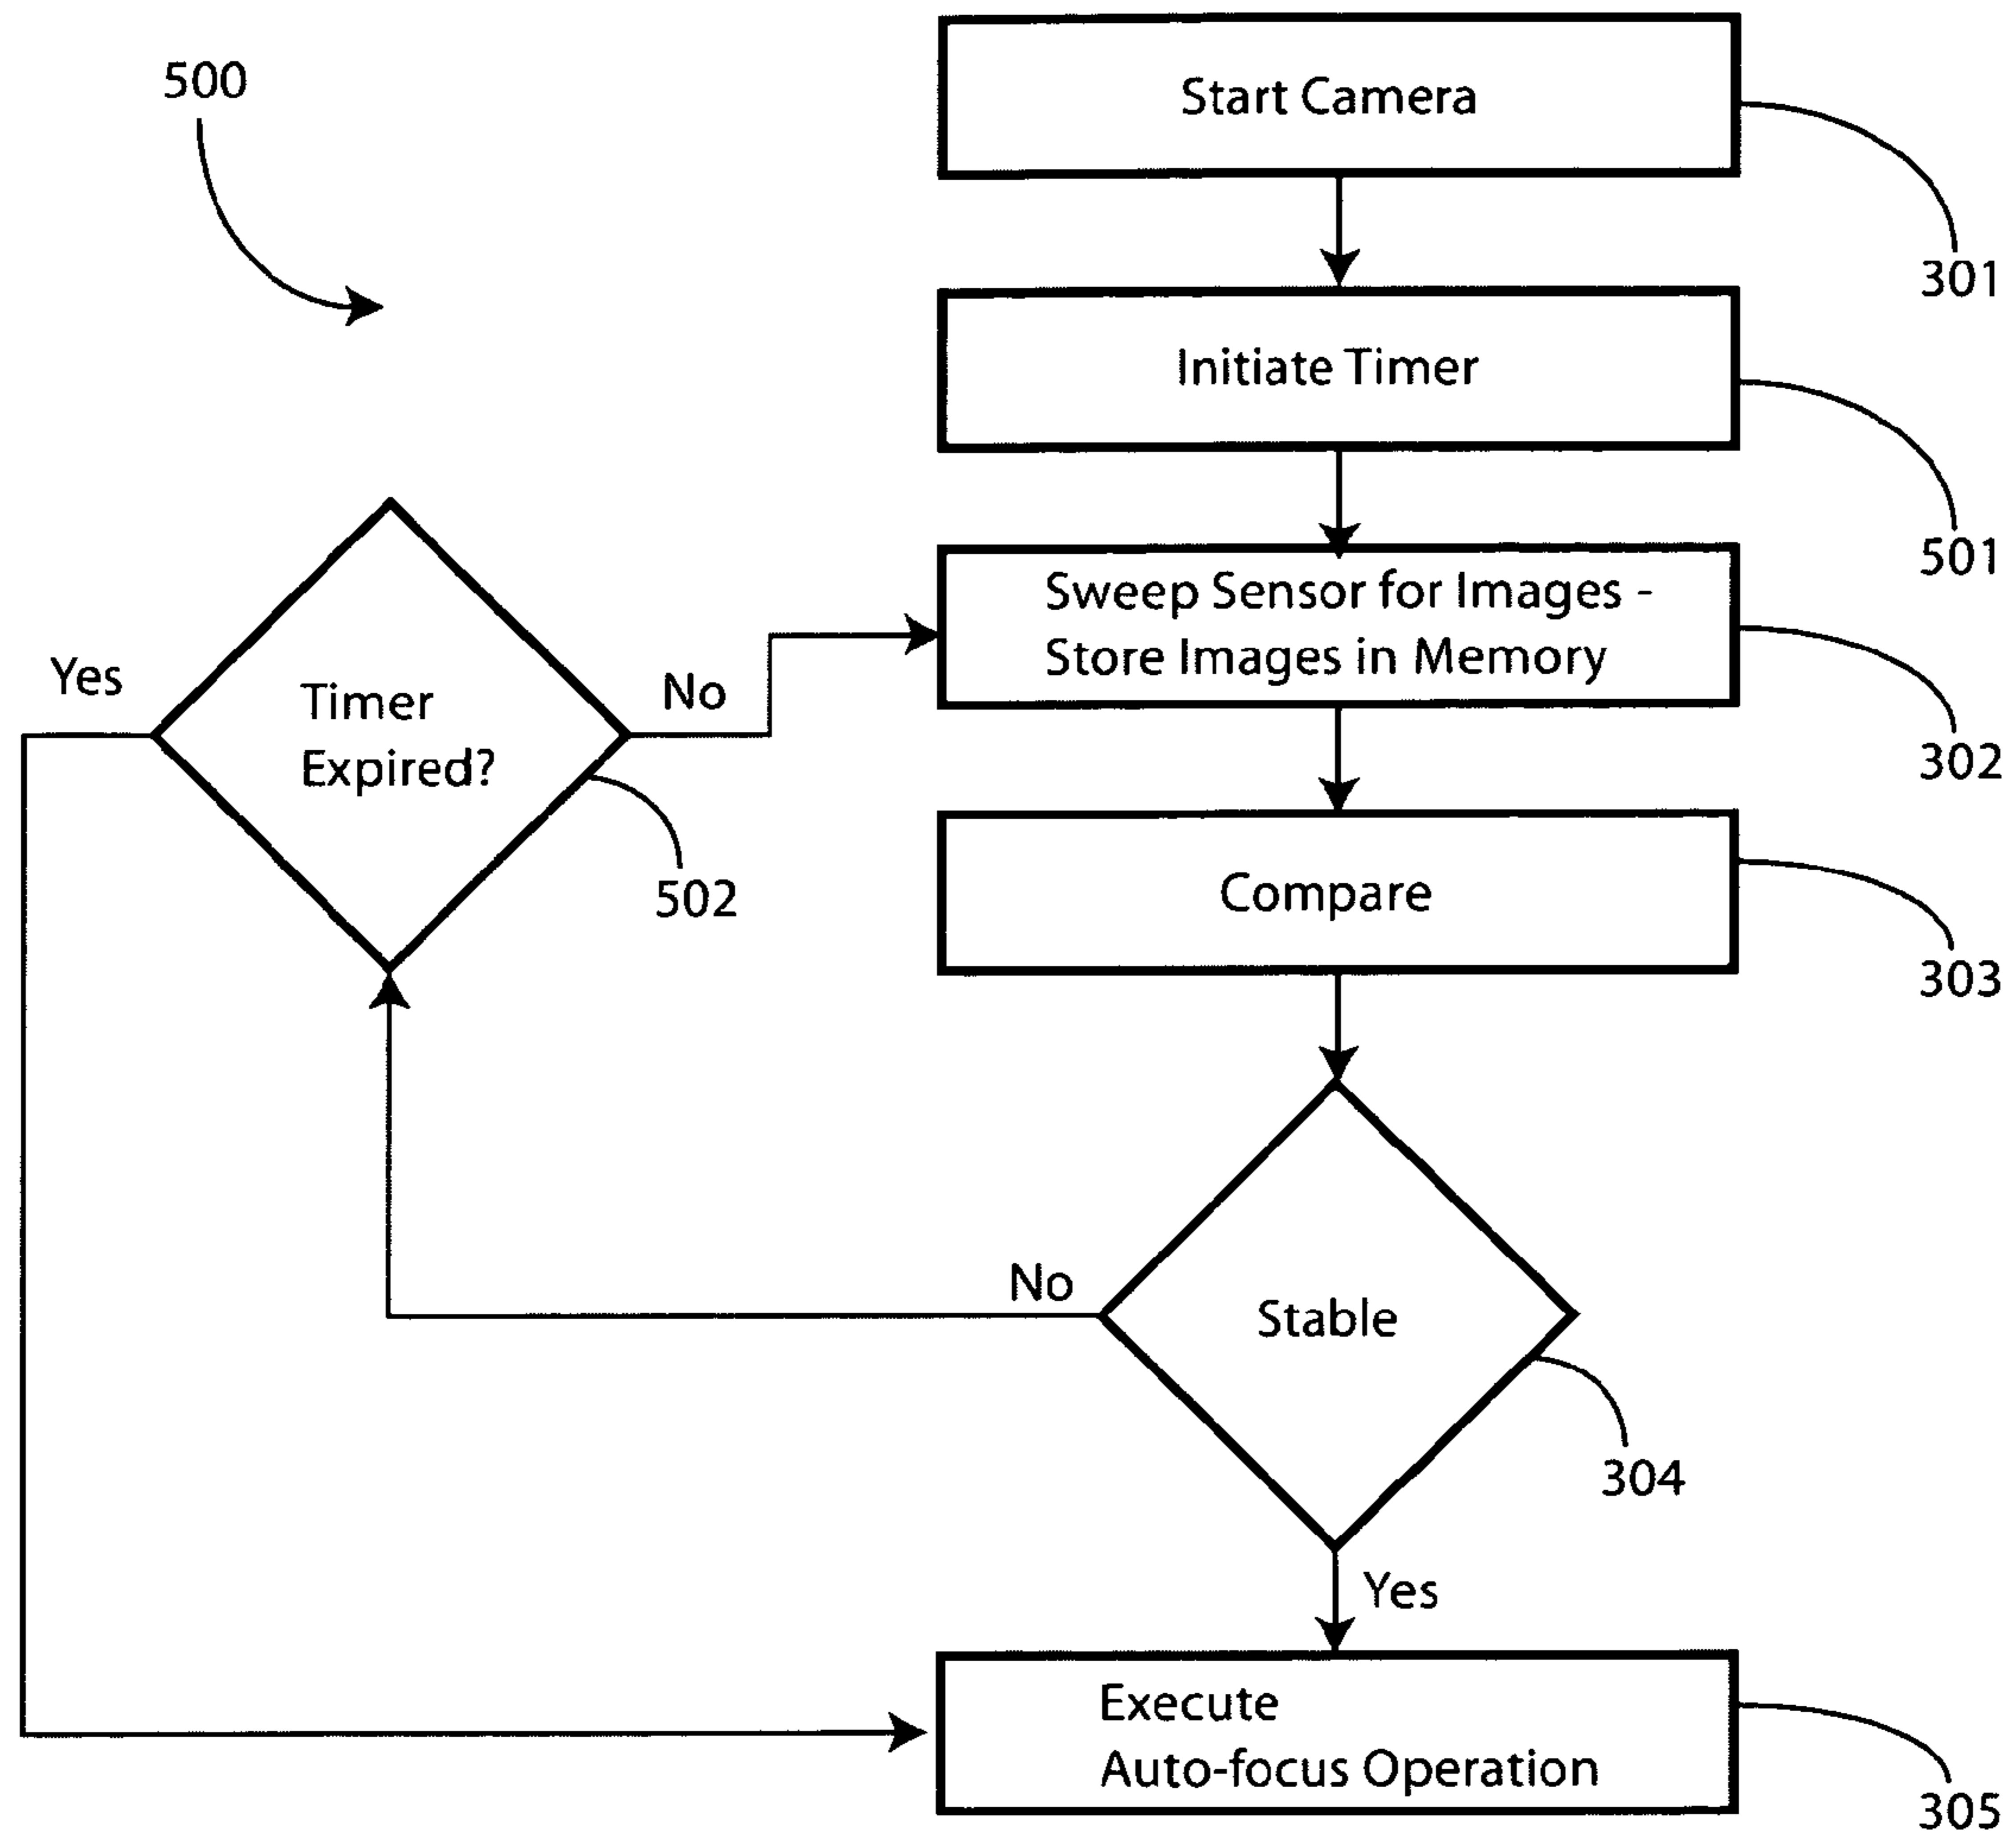 500
Start Camera
301
Initiate Timer
501
Sweep Sensor for Images -
Store Images in Memory
302
Yes
Timer
Expired?
No
502
Compare
303
No
Stable
304
Yes
Execute
Auto-focus Operation
305